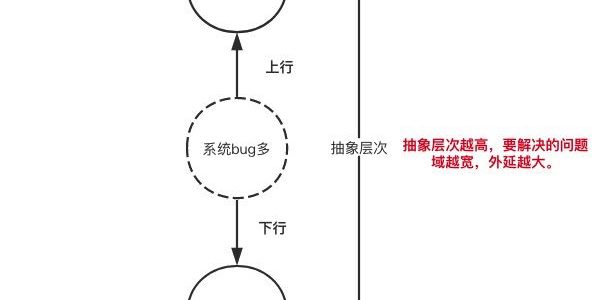 上行
系统bug多
抽象层次
抽象层次越高，要解决的问题
域越宽，外延越大。
下行